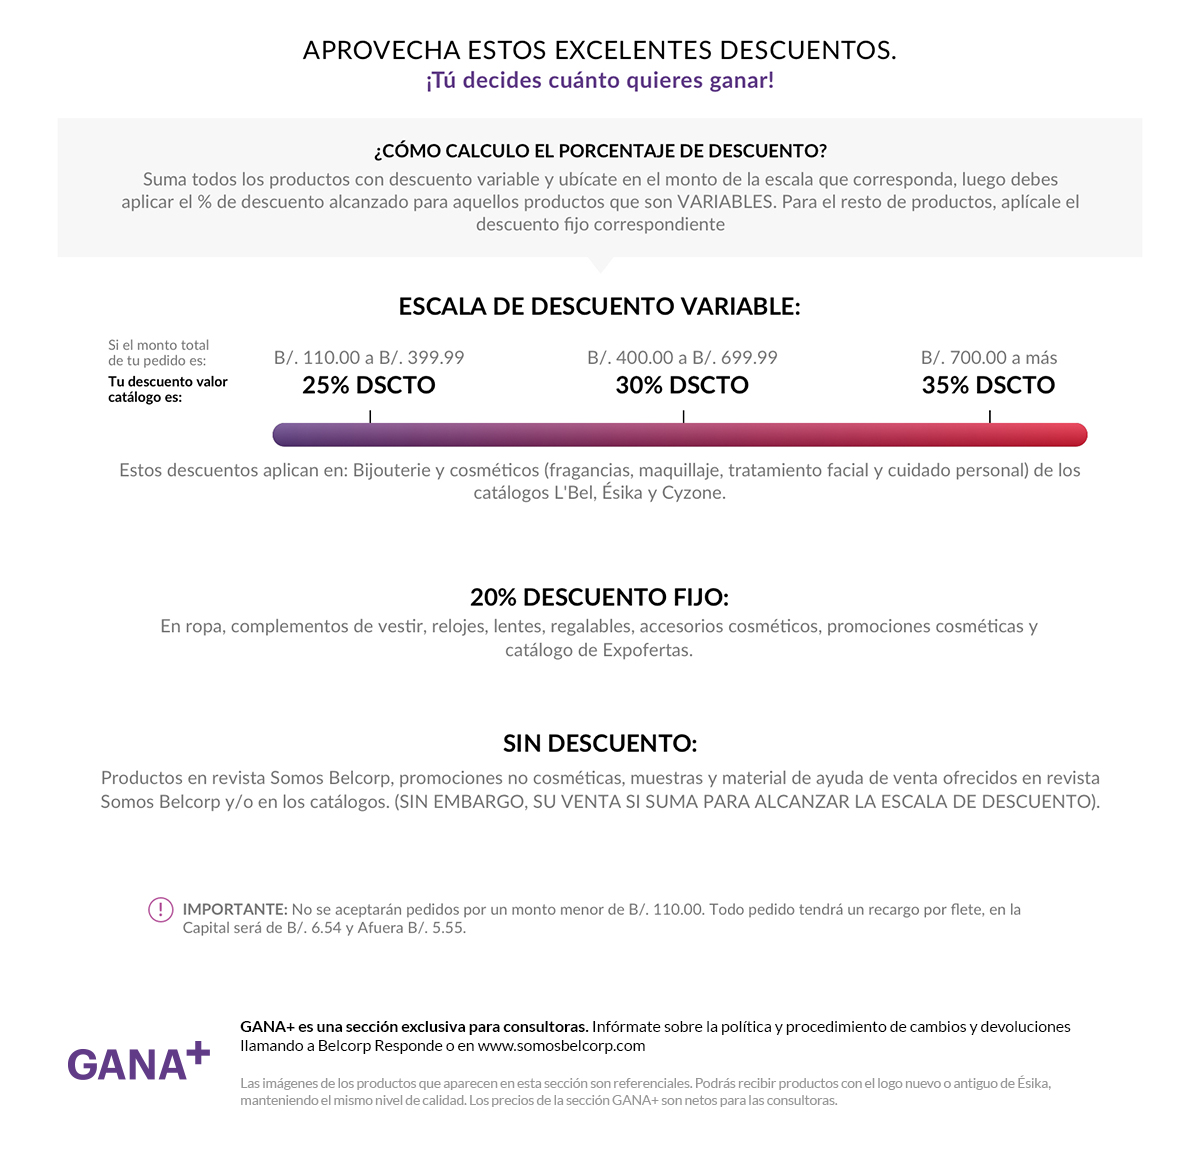 APROVECHA ESTOS EXCELENTES DESCUENTOS.
¡Tú decides cuánto quieres ganar!
¿CÓMO CALCULO EL PORCENTAJE DE DESCUENTO?
Suma todos los productos con descuento variable y ubícate en el monto de la escala que corresponda, luego debes
aplicar el % de descuento alcanzado para aquellos productos que son VARIABLES. Para el resto de productos, aplícale el
descuento fijo correspondiente
ESCALA DE DESCUENTO VARIABLE:
Si el monto total
de tu pedido es:
Tu descuento valor
catálogo es:
B/. 110.00 a B/. 399.99
25% DSCTO
B/. 400.00 a B/. 699.99
30% DSCTO
B/. 700.00 a más
35% DSCTO
Estos descuentos aplican en: Bijouterie y cosméticos (fragancias, maquillaje, tratamiento facial y cuidado personal) de los
catálogos L'Bel, Ésika y Cyzone.
20% DESCUENTO FIJO:
En ropa, complementos de vestir, relojes, lentes, regalables, accesorios cosméticos, promociones cosméticas y
catálogo de Expofertas.
SIN DESCUENTO:
Productos en revista Somos Belcorp, promociones no cosméticas, muestras y material de ayuda de venta ofrecidos en revista
Somos Belcorp y/o en los catálogos. (SIN EMBARGO, SU VENTA SI SUMA PARA ALCANZAR LA ESCALA DE DESCUENTO).
! IMPORTANTE: No se aceptarán pedidos por un monto menor de B/. 110.00. Todo pedido tendrá un recargo por flete, en la
Capital será de B/. 6.54 y Afuera B/. 5.55.
GANA+
GANA+ es una sección exclusiva para consultoras. Infórmate sobre la política y procedimiento de cambios y devoluciones
llamando a Belcorp Responde o en www.somosbelcorp.com
Las imágenes de los productos que aparecen en esta sección son referenciales. Podrás recibir productos con el logo nuevo o antiguo de Ésika,
manteniendo el mismo nivel de calidad. Los precios de la sección GANA+ son netos para las consultoras.